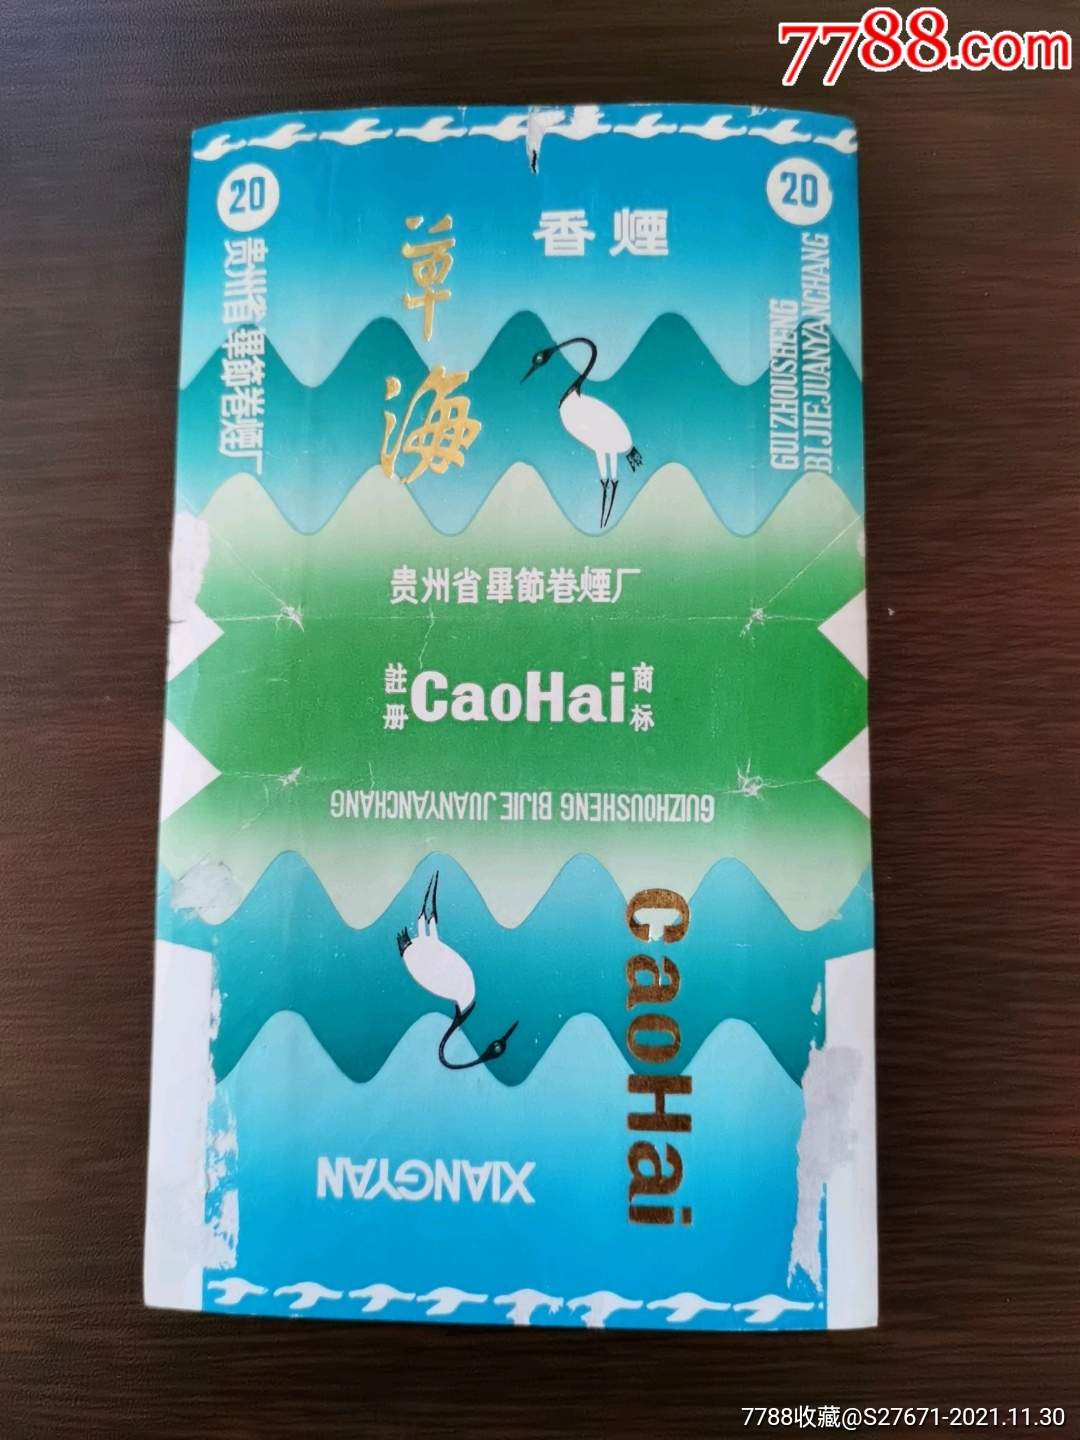 7788.com
20
20
草海
香煙
贵州省畢節卷煙厂
GUIZHOUSHENG
BIJIEJUANYANCHANG
贵州省畢節卷煙厂
註册
CaoHai
商标
GUIZHOUSHENG BIJIE JUANYANCHANG
CaoHai
XIANGYAN
7788收藏@S27671-2021.11.30